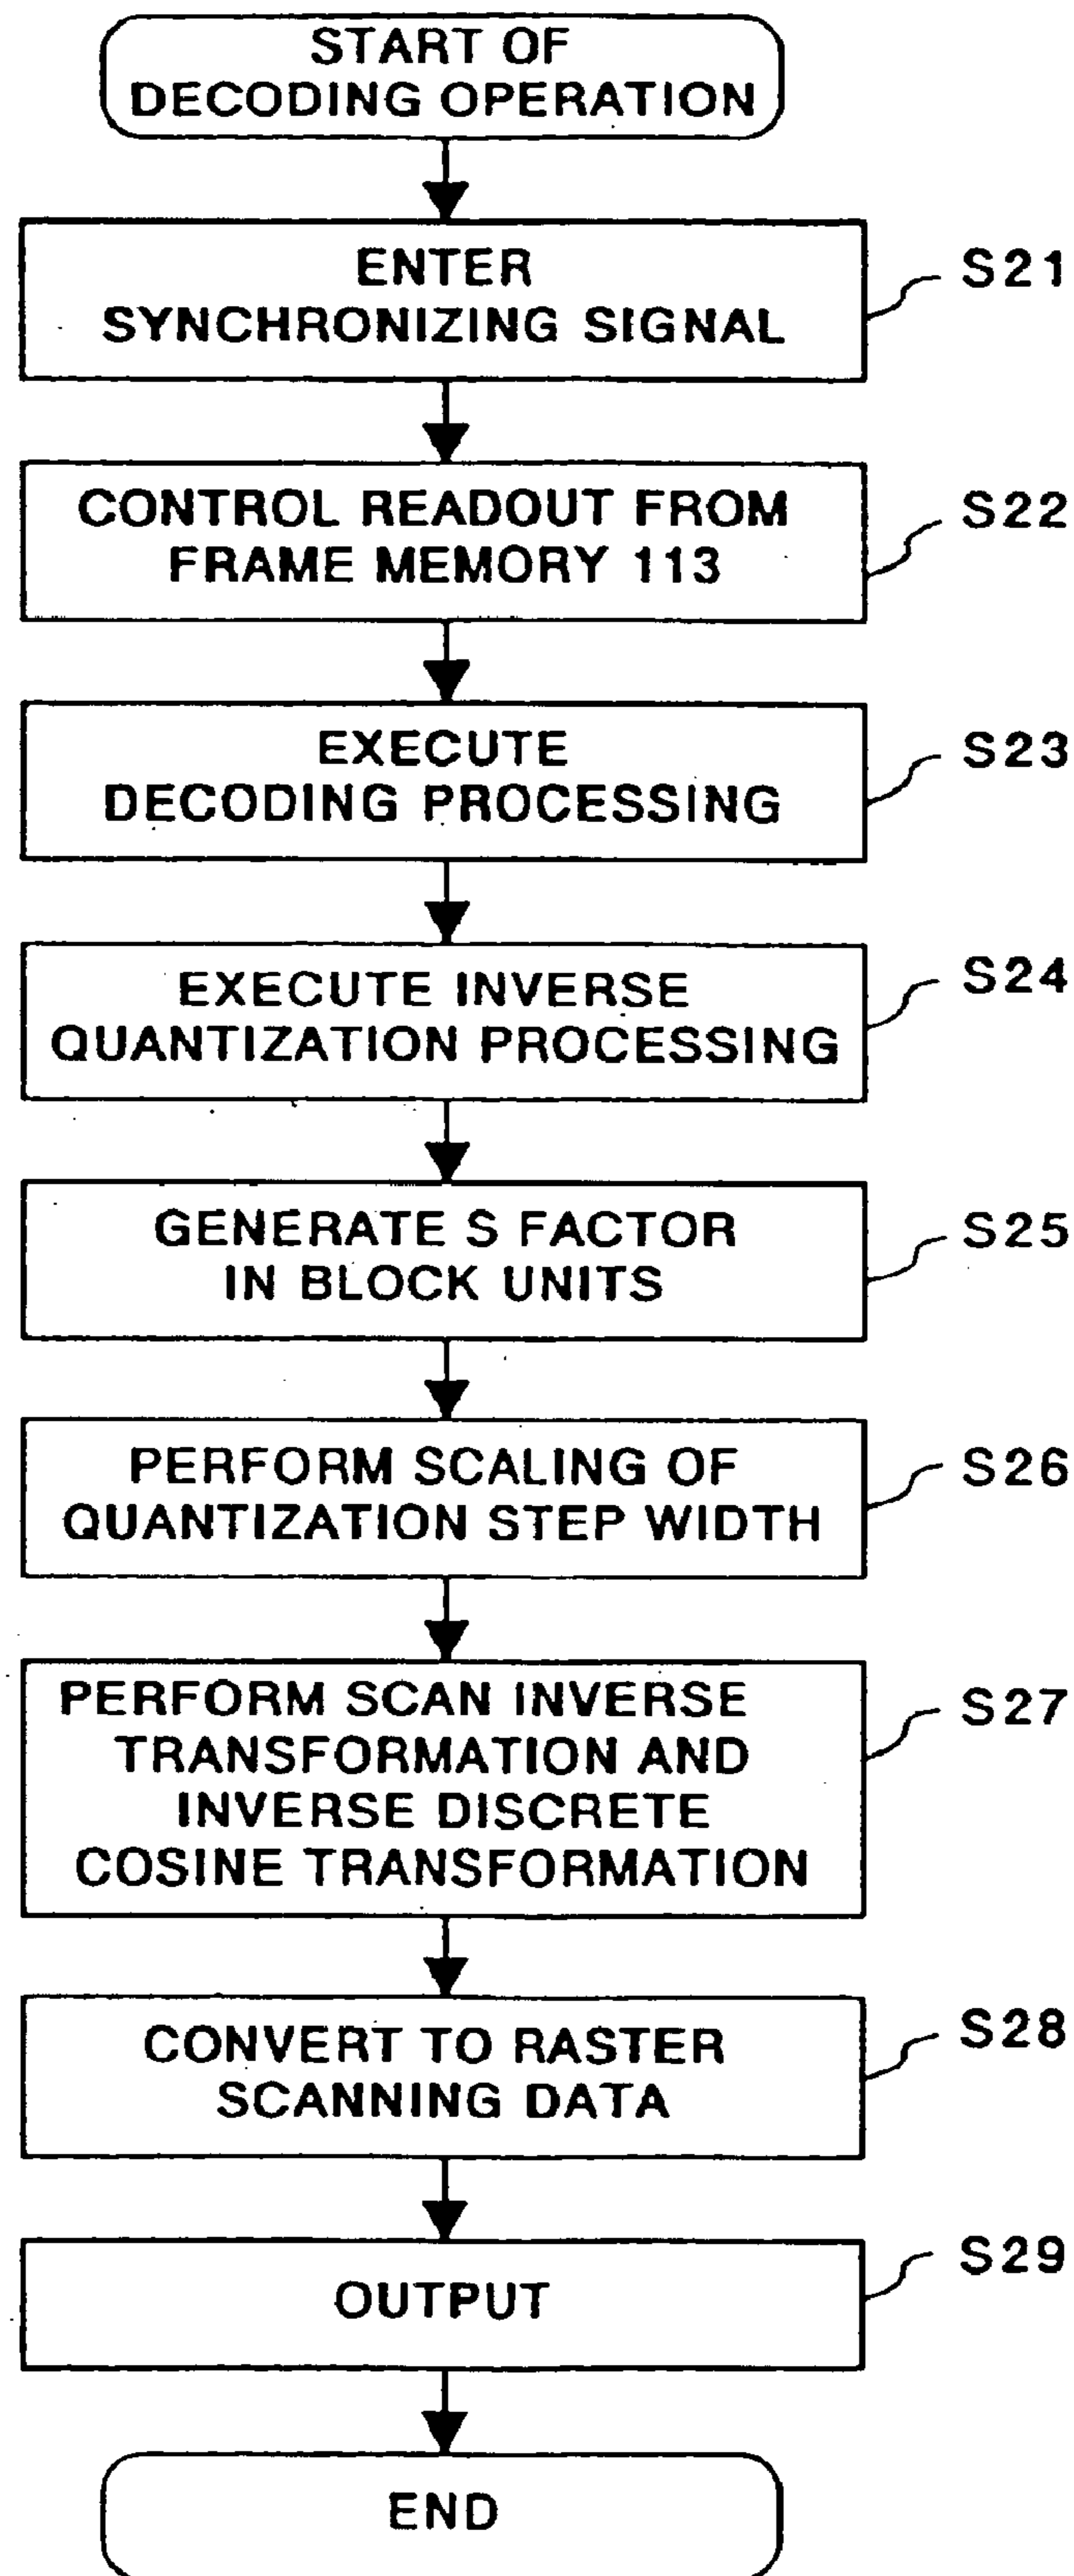 START OF
DECODING OPERATION
ENTER
SYNCHRONIZING SIGNAL
S21
CONTROL READOUT FROM
FRAME MEMORY 113
S22
EXECUTE
DECODING PROCESSING
S23
EXECUTE INVERSE
QUANTIZATION PROCESSING
S24
GENERATE S FACTOR
IN BLOCK UNITS
S25
PERFORM SCALING OF
QUANTIZATION STEP WIDTH
S26
PERFORM SCAN INVERSE
TRANSFORMATION AND
INVERSE DISCRETE
COSINE TRANSFORMATION
S27
CONVERT TO RASTER
SCANNING DATA
S28
OUTPUT
S29
END